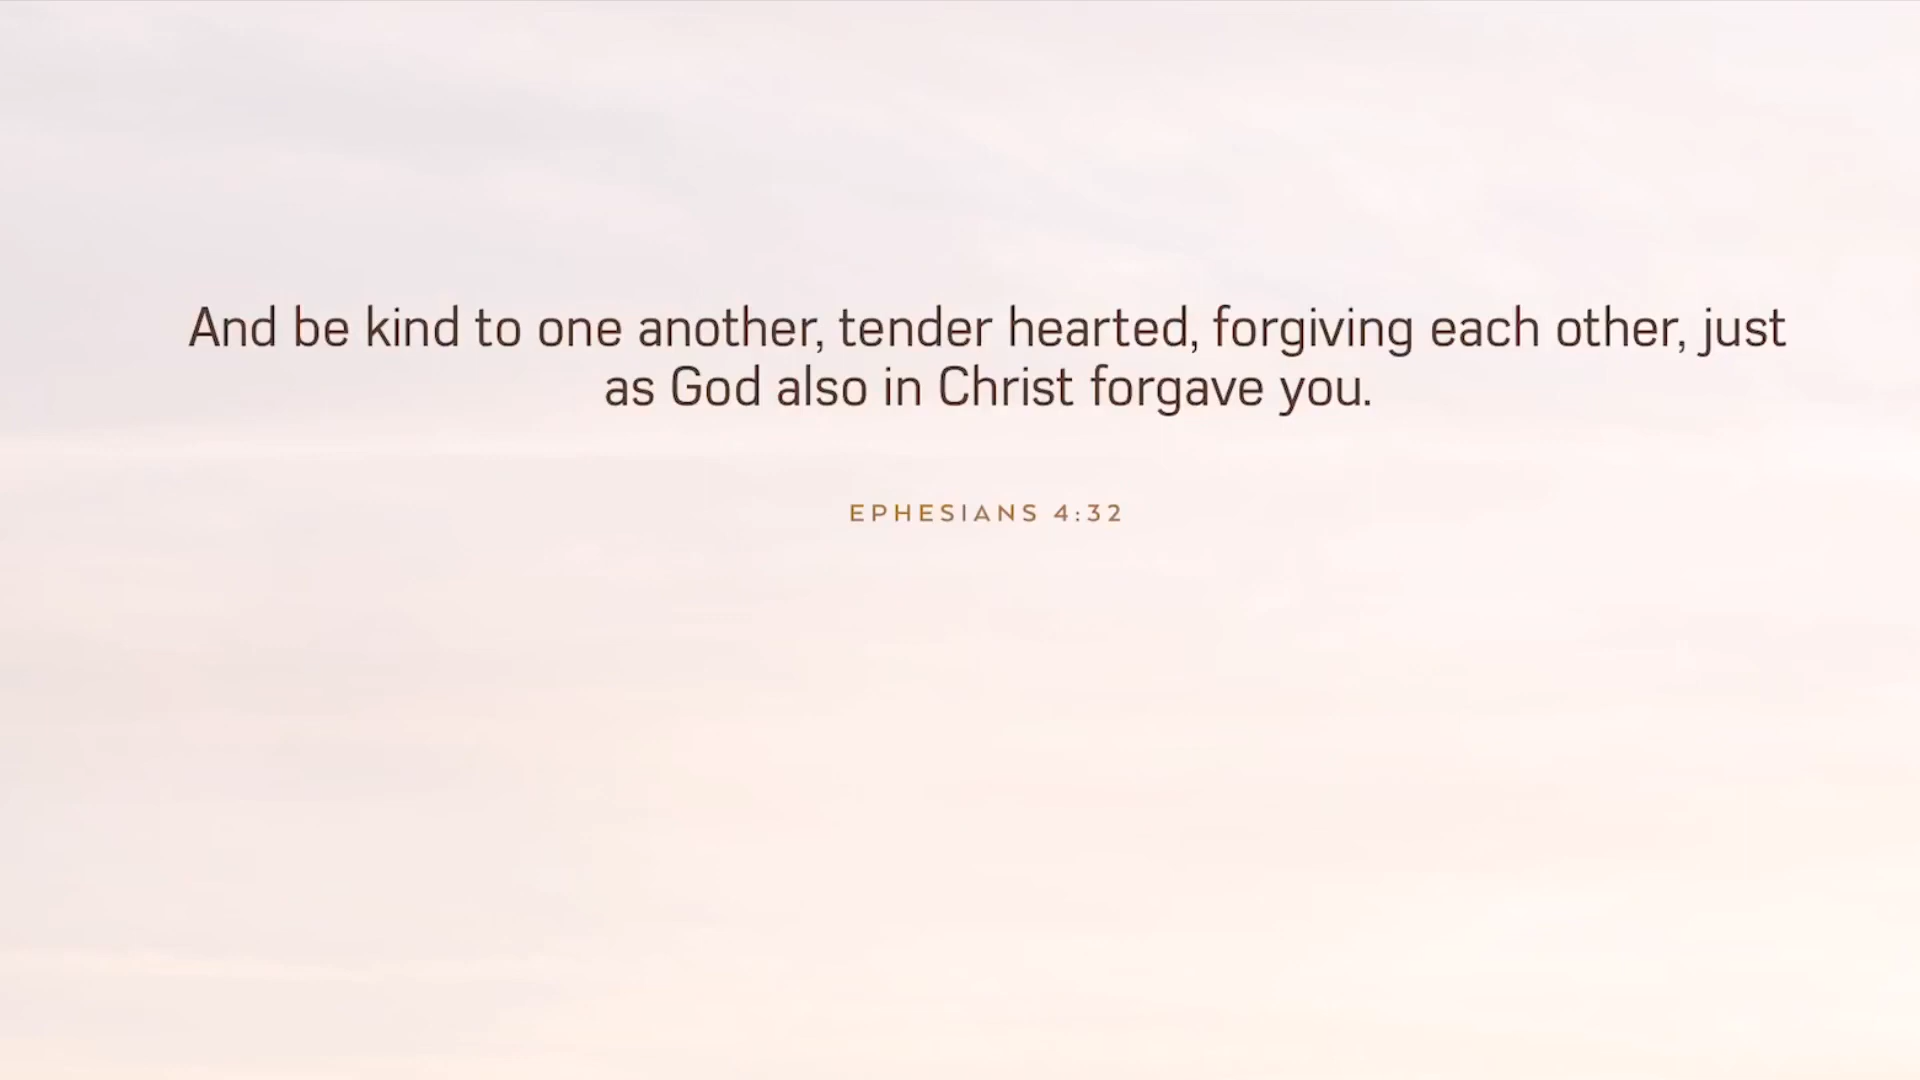 And be kind to one another, tender hearted, forgiving each other, just
as God also in Christ forgave you.
EPHESIANS 4:32